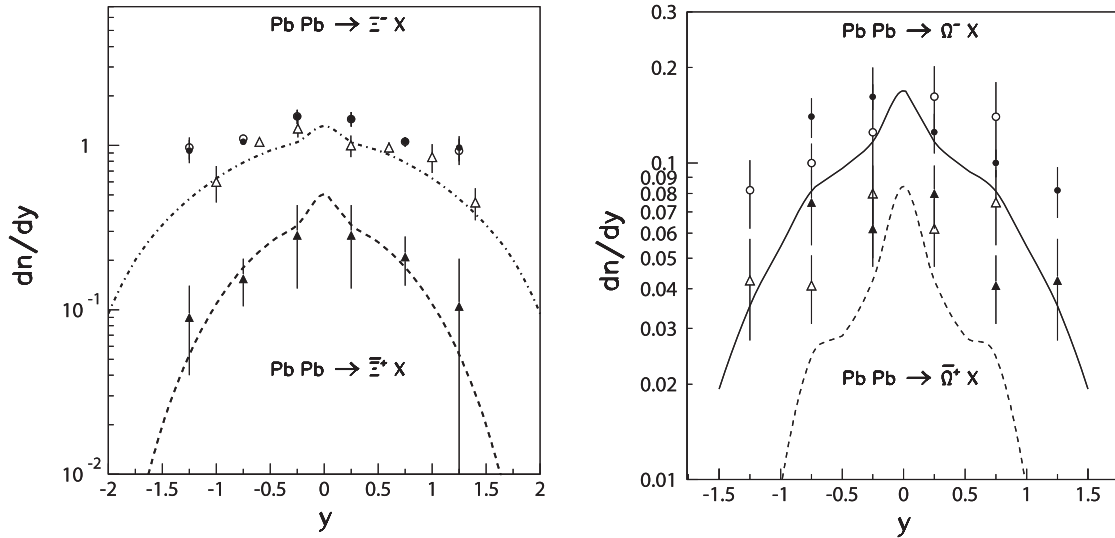 Pb Pb → Ξ⁻ X
dn/dy
1
10⁻¹
10⁻²
Pb Pb → Ξ̅⁺ X
-2 -1.5 -1 -0.5 0 0.5 1 1.5 2
y
Pb Pb → Ω⁻ X
dn/dy
0.3
0.2
0.1
0.09
0.08
0.07
0.06
0.05
0.04
0.03
0.02
0.01
Pb Pb → Ω̅⁺ X
-1.5 -1 -0.5 0 0.5 1 1.5
y